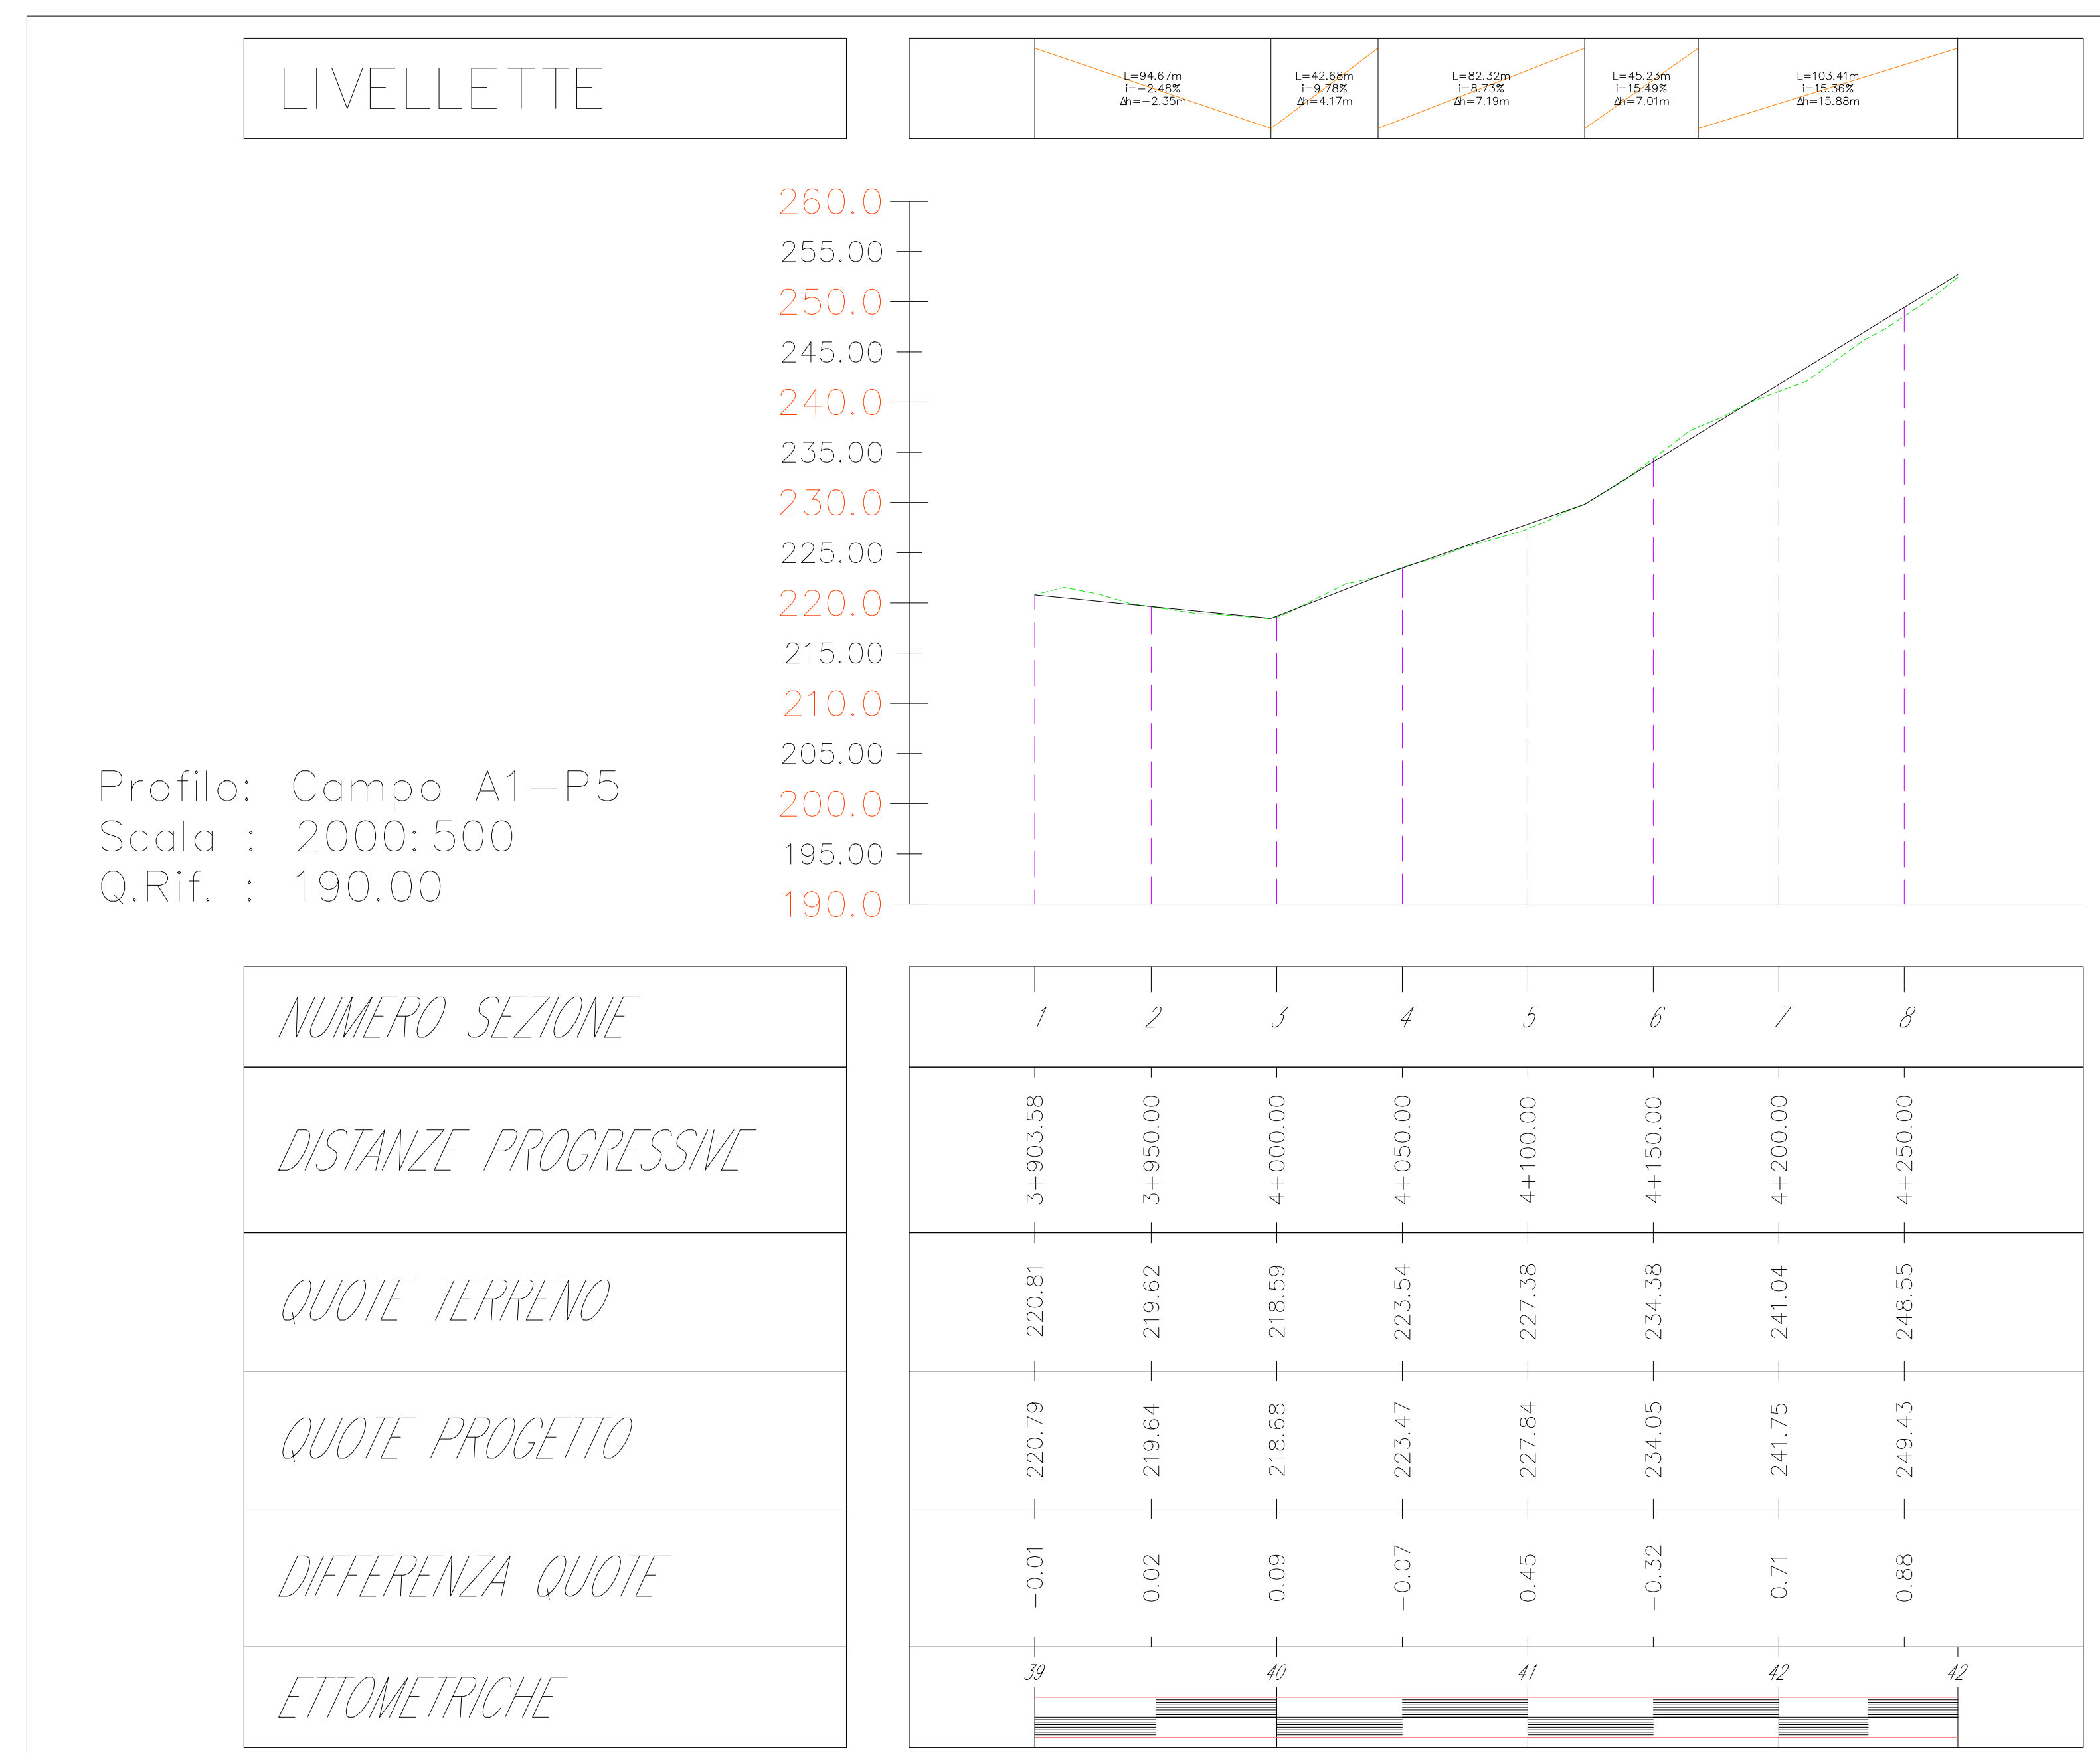 LIVELLETTE
L=94.67m
i=-2.48%
Δh=-2.35m
L=42.68m
i=9.78%
Δh=4.17m
L=82.32m
i=8.73%
Δh=7.19m
L=45.23m
i=15.49%
Δh=7.01m
L=103.41m
i=15.36%
Δh=15.88m
260.0
255.00
250.0
245.00
240.0
235.00
230.0
225.00
220.0
215.00
210.0
205.00
200.0
195.00
190.0
Profilo: Campo A1-P5
Scala : 2000:500
Q.Rif. : 190.00
NUMERO SEZIONE 1 2 3 4 5 6 7 8
DISTANZE PROGRESSIVE 3+903.58 3+950.00 4+000.00 4+050.00 4+100.00 4+150.00 4+200.00 4+250.00
QUOTE TERRENO 220.81 219.62 218.59 223.54 227.38 234.38 241.04 248.55
QUOTE PROGETTO 220.79 219.64 218.68 223.47 227.84 234.05 241.75 249.43
DIFFERENZA QUOTE -0.01 0.02 0.09 -0.07 0.45 -0.32 0.71 0.88
ETTOMETRICHE 39 40 41 42 42